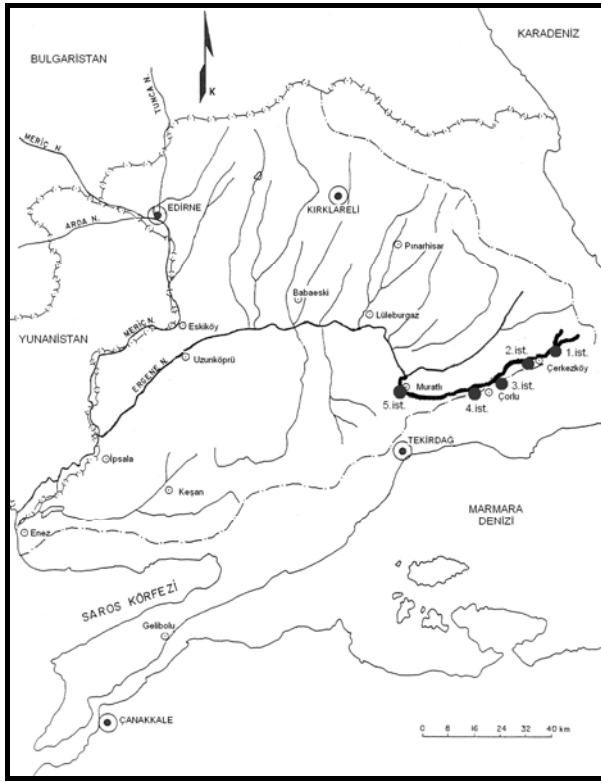 KARADENİZ
BULGARİSTAN
TUNCA N.
K
MERİÇ N.
EDİRNE
KIRKLARELİ
ARDA N.
Pınarhisar
Babaeski
Lüleburgaz
MERİÇ N.
Eskiköy
YUNANİSTAN
ERGENE N.
Uzunköprü
2.ist.
1.ist.
Çerkezköy
Muratlı
3.ist.
Çorlu
5.ist.
4.ist.
TEKİRDAĞ
İpsala
Keşan
Enez
MARMARA
DENİZİ
SAROS KÖRFEZİ
Gelibolu
ÇANAKKALE
0 8 16 24 32 40 km